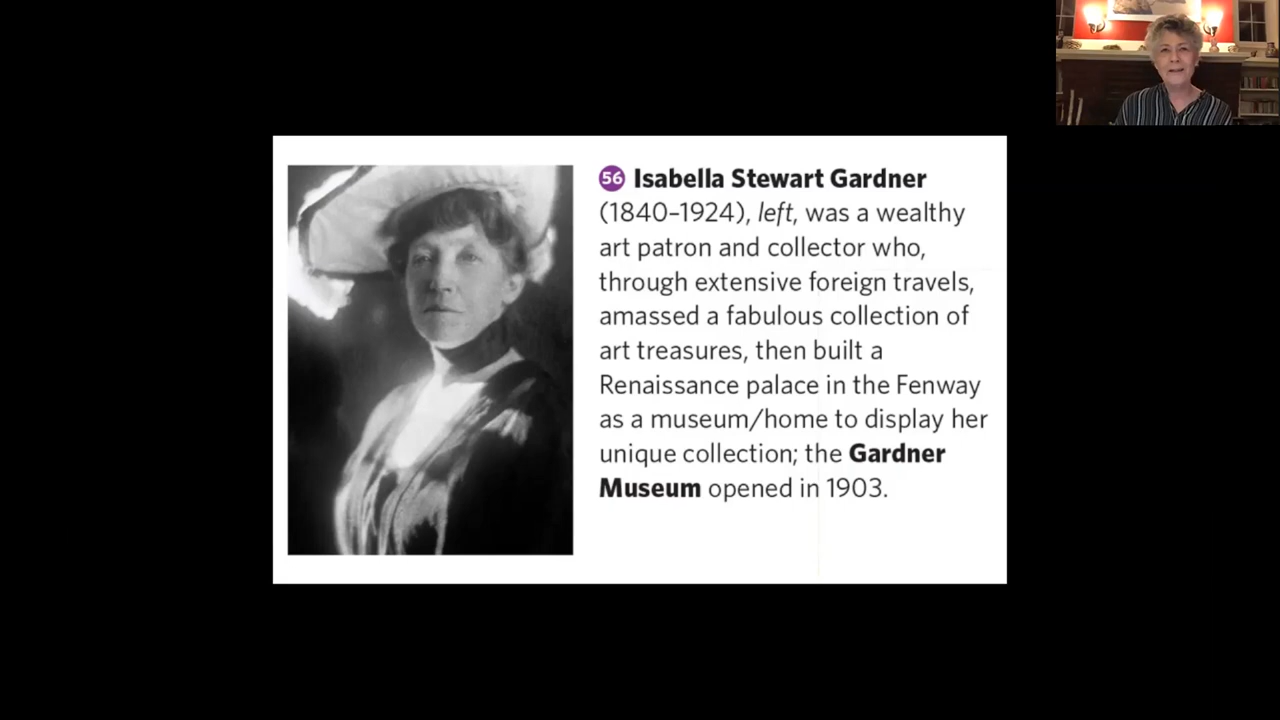 56 Isabella Stewart Gardner
(1840–1924), left, was a wealthy
art patron and collector who,
through extensive foreign travels,
amassed a fabulous collection of
art treasures, then built a
Renaissance palace in the Fenway
as a museum/home to display her
unique collection; the Gardner
Museum opened in 1903.